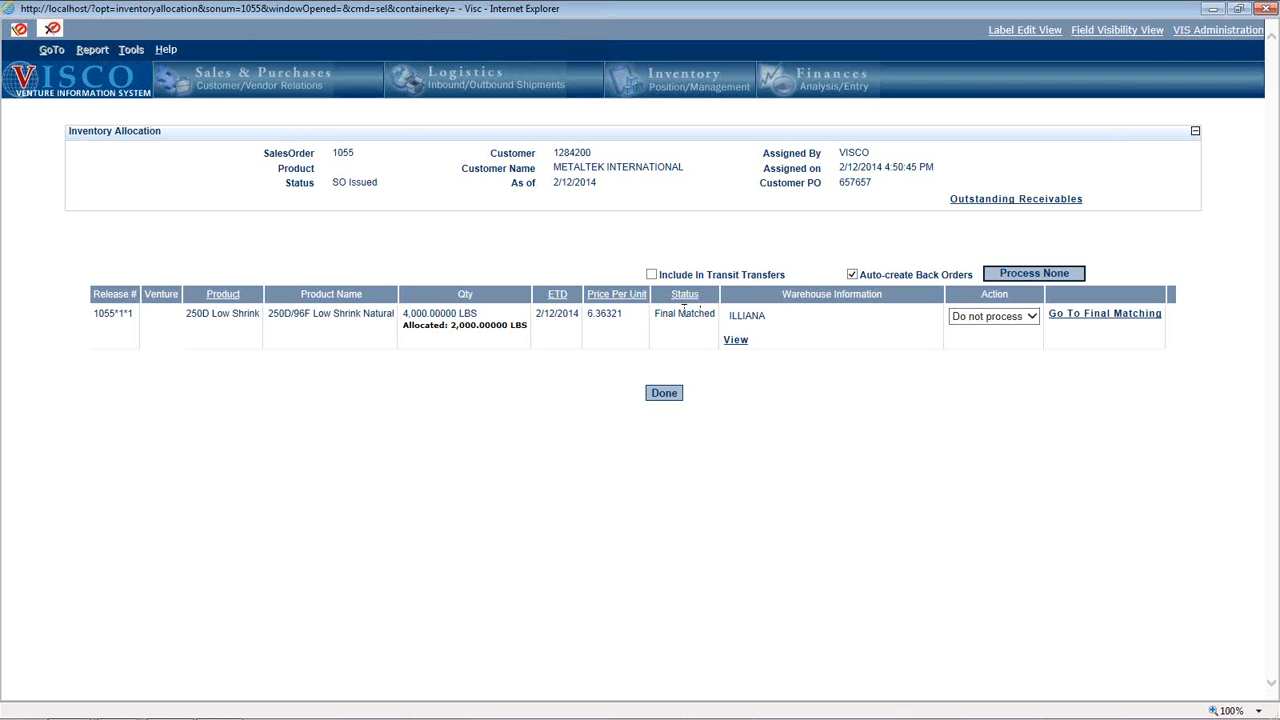 http://localhost/?opt=inventoryallocation&sonum=1055&windowOpened=&cmd=sel&containerkey= - Visc - Internet Explorer
Label Edit View Field Visibility View VIS Administration
GoTo Report Tools Help
VISCO
VENTURE INFORMATION SYSTEM
Sales & Purchases
Customer/Vendor Relations
Logistics
Inbound/Outbound Shipments
Inventory
Position/Management
Finances
Analysis/Entry
Inventory Allocation
SalesOrder 1055 Customer 1284200 Assigned By VISCO
Product Customer Name METALTEK INTERNATIONAL Assigned on 2/12/2014 4:50:45 PM
Status SO Issued As of 2/12/2014 Customer PO 657657
Outstanding Receivables
Include In Transit Transfers Auto-create Back Orders Process None
Release # Venture Product Product Name Qty ETD Price Per Unit Status Warehouse Information Action
1055*1*1 250D Low Shrink 250D/96F Low Shrink Natural 4,000.00000 LBS 2/12/2014 6.36321 Final Matched ILLIANA Do not process Go To Final Matching
Allocated: 2,000.00000 LBS
View
Done
100%